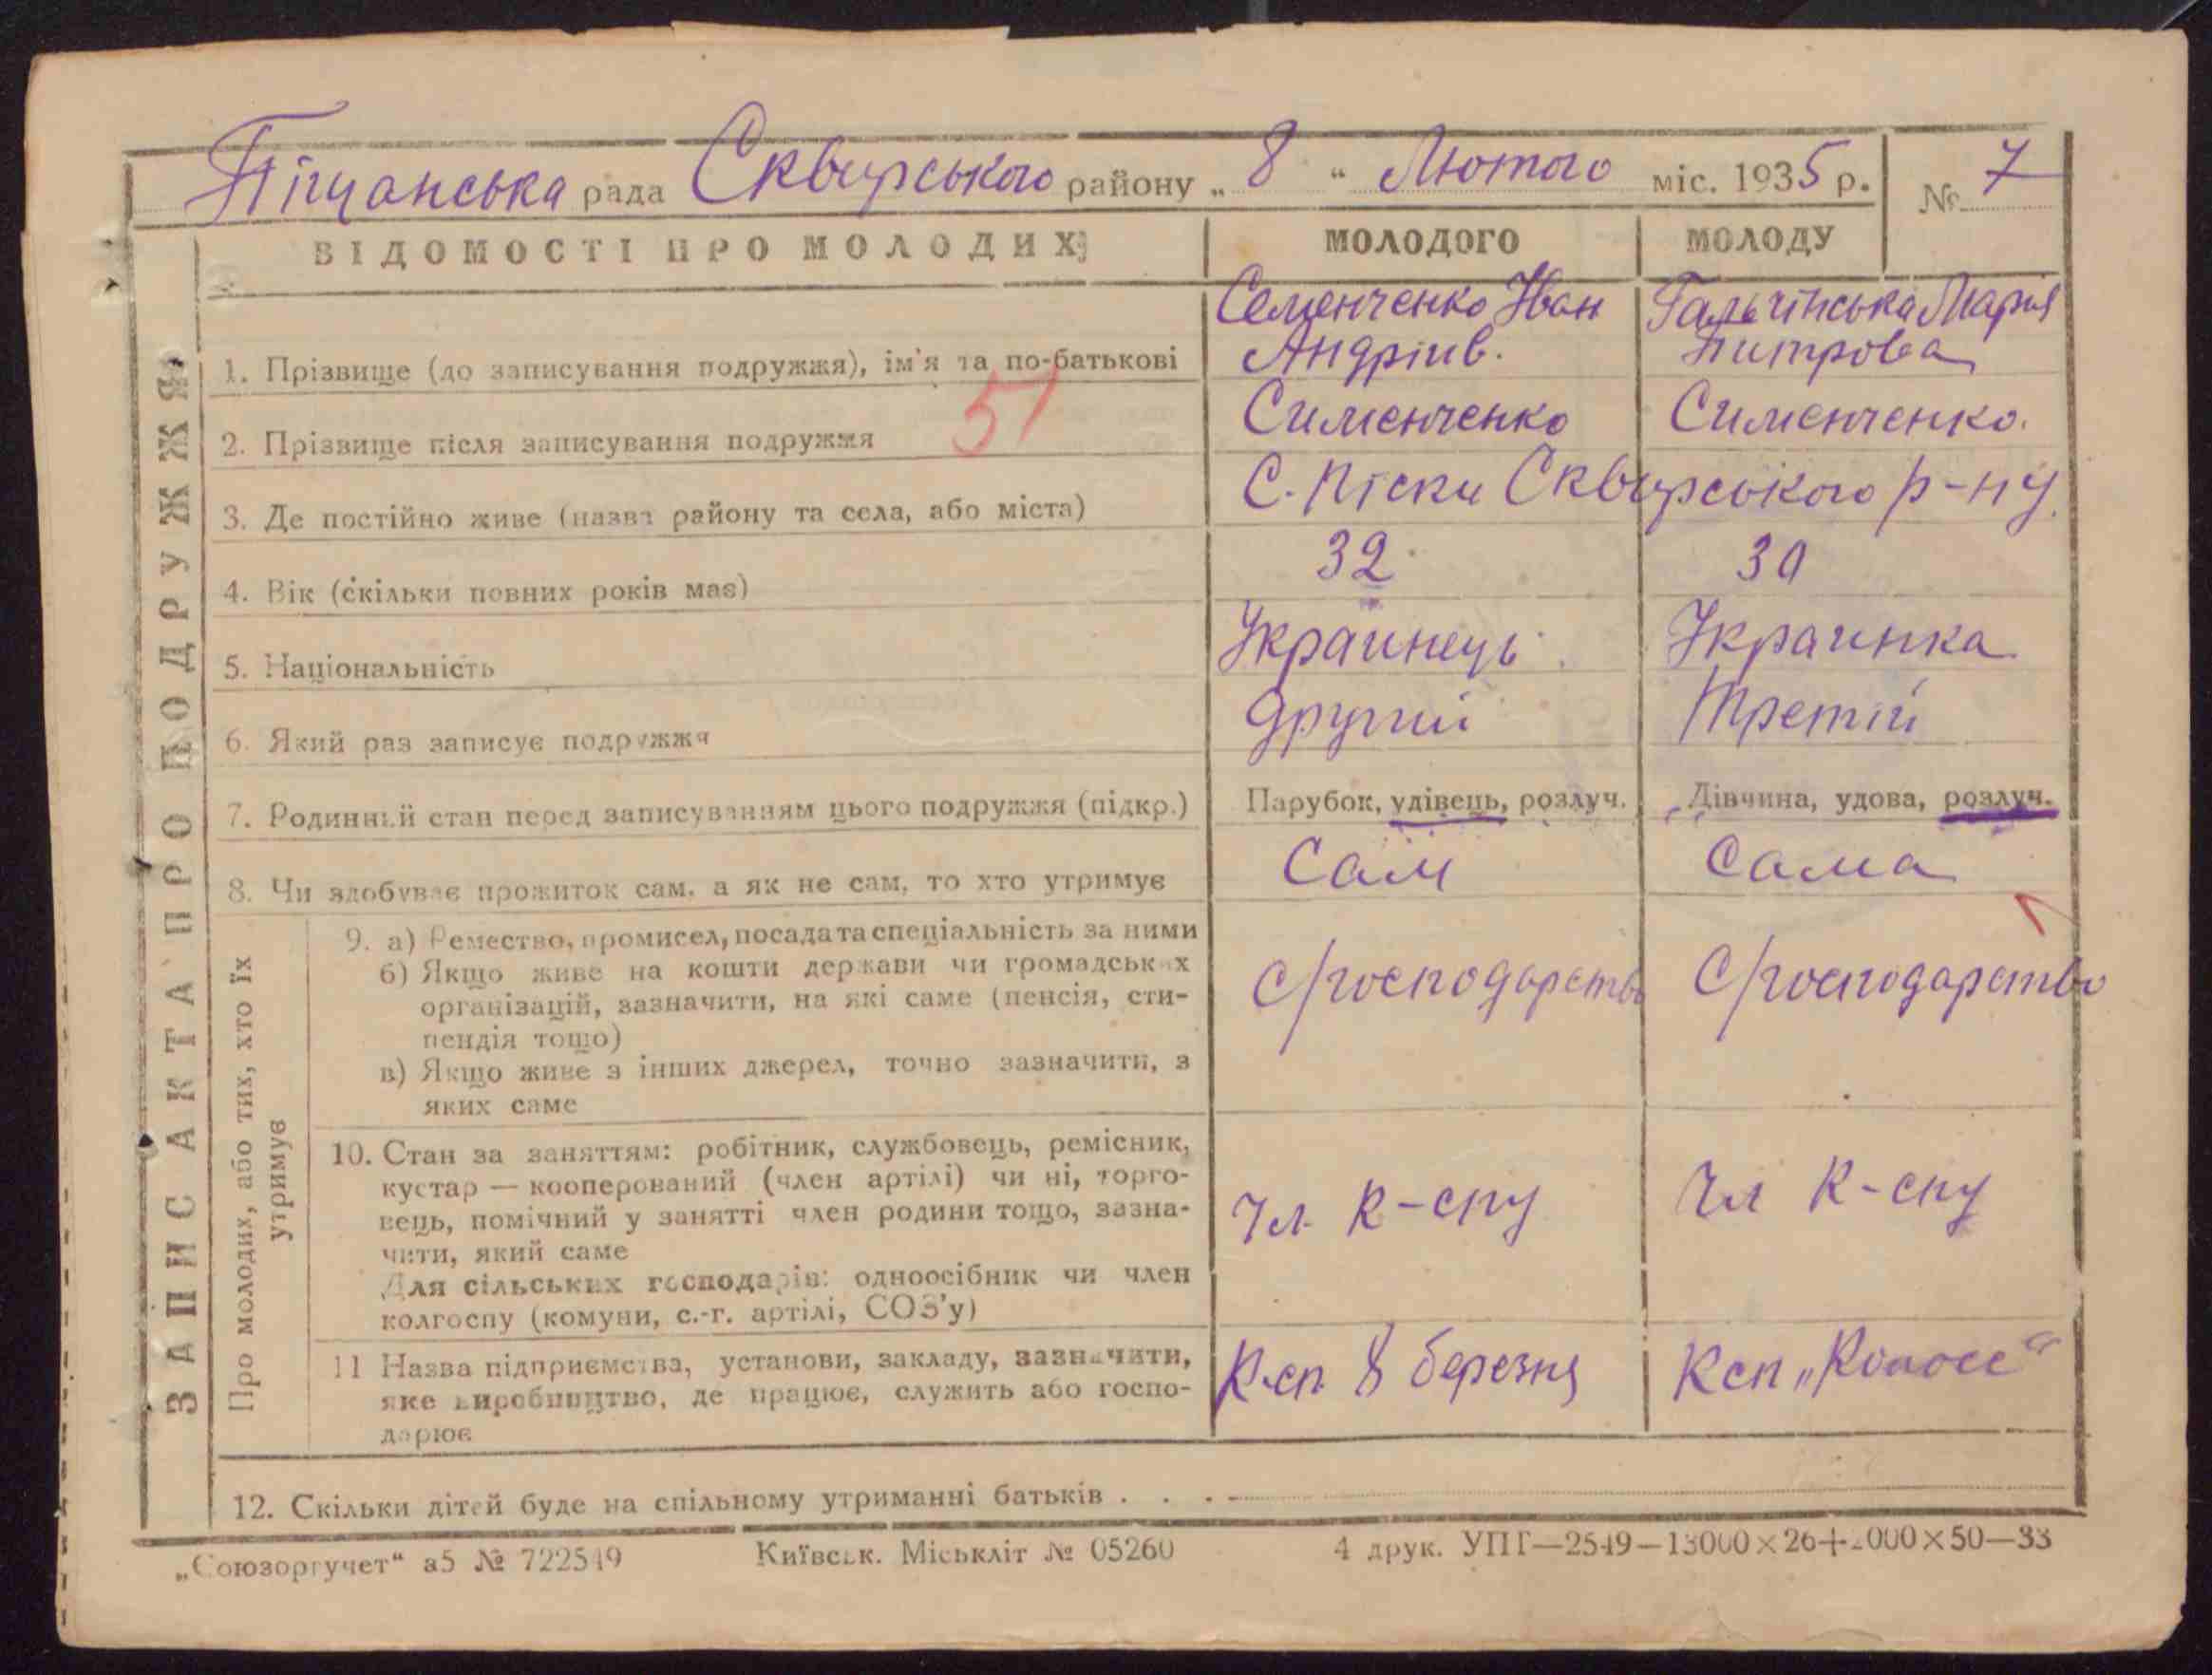 Піщанська рада Сквирського району „ 8 “ Лютого міс. 1935 р. № 7
ВІДОМОСТІ ПРО МОЛОДИХ МОЛОДОГО МОЛОДУ
ЗАПИС АКТА ПРО ПОДРУЖЖЯ
Семенченко Иван Гальчінська Марія
1. Прізвище (до записування подружжя), ім'я та по-батькові Андріив. Питрова
51
2. Прізвище після записування подружжя Сименченко Сименченко.
3. Де постійно живе (назва району та села, або міста) С. Піски Сквирського р-ну.
4. Вік (скільки повних років має) 32 30
5. Національність Украинець Украинка
6. Який раз записує подружжя другий Третій
7. Родинний стан перед записуванням цього подружжя (підкр.) Парубок, удівець, розлуч. Дівчина, удова, розлуч.
8. Чи здобуває прожиток сам, а як не сам, то хто утримує Сам Сама
Про молодих, або тих, хто їх
утримує
9. а) Ремество, промисел, посада та спеціальність за ними
б) Якщо живе на кошти держави чи громадських С/господарство С/господарство
організацій, зазначити, на які саме (пенсія, сти-
пендія тощо)
в) Якщо живе з інших джерел, точно зазначити, з
яких саме
10. Стан за заняттям: робітник, службовець, ремісник,
кустар — кооперований (член артілі) чи ні, торго-
вець, помічний у занятті член родини тощо, зазна- Чл. К-спу Чл К-спу
чити, який саме
Для сільських господарів: одноосібник чи член
колгоспу (комуни, с.-г. артілі, СОЗ'у)
11 Назва підприємства, установи, закладу, зазначити, К.сп. 8 березня Ксп „Колосс“
яке виробництво, де працює, служить або госпо-
дарює
12. Скільки дітей буде на спільному утриманні батьків . . . -
„Союзоргучет“ а5 № 722549 Київськ. Міськліт № 05260 4 друк. УПГ—2549—13000×26+2000×50—33